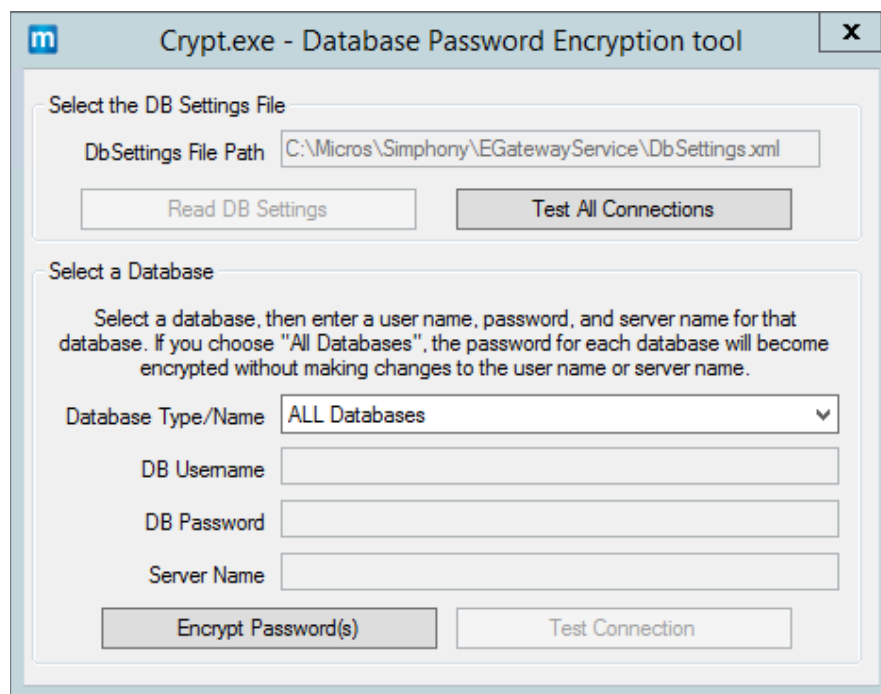 m
Crypt.exe - Database Password Encryption tool
x
Select the DB Settings File
DbSettings File Path
C:\Micros\Simphony\EGatewayService\DbSettings.xml
Read DB Settings
Test All Connections
Select a Database
Select a database, then enter a user name, password, and server name for that
database. If you choose "All Databases", the password for each database will become
encrypted without making changes to the user name or server name.
Database Type/Name
ALL Databases
DB Username
DB Password
Server Name
Encrypt Password(s)
Test Connection